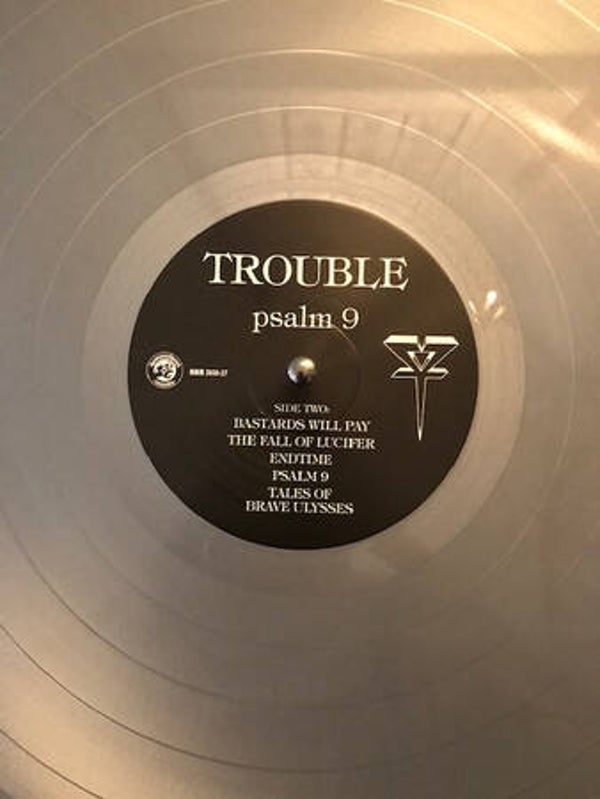 TROUBLE
psalm 9
SIDE TWO:
BASTARDS WILL PAY
THE FALL OF LUCIFER
ENDTIME
PSALM 9
TALES OF
BRAVE ULYSSES